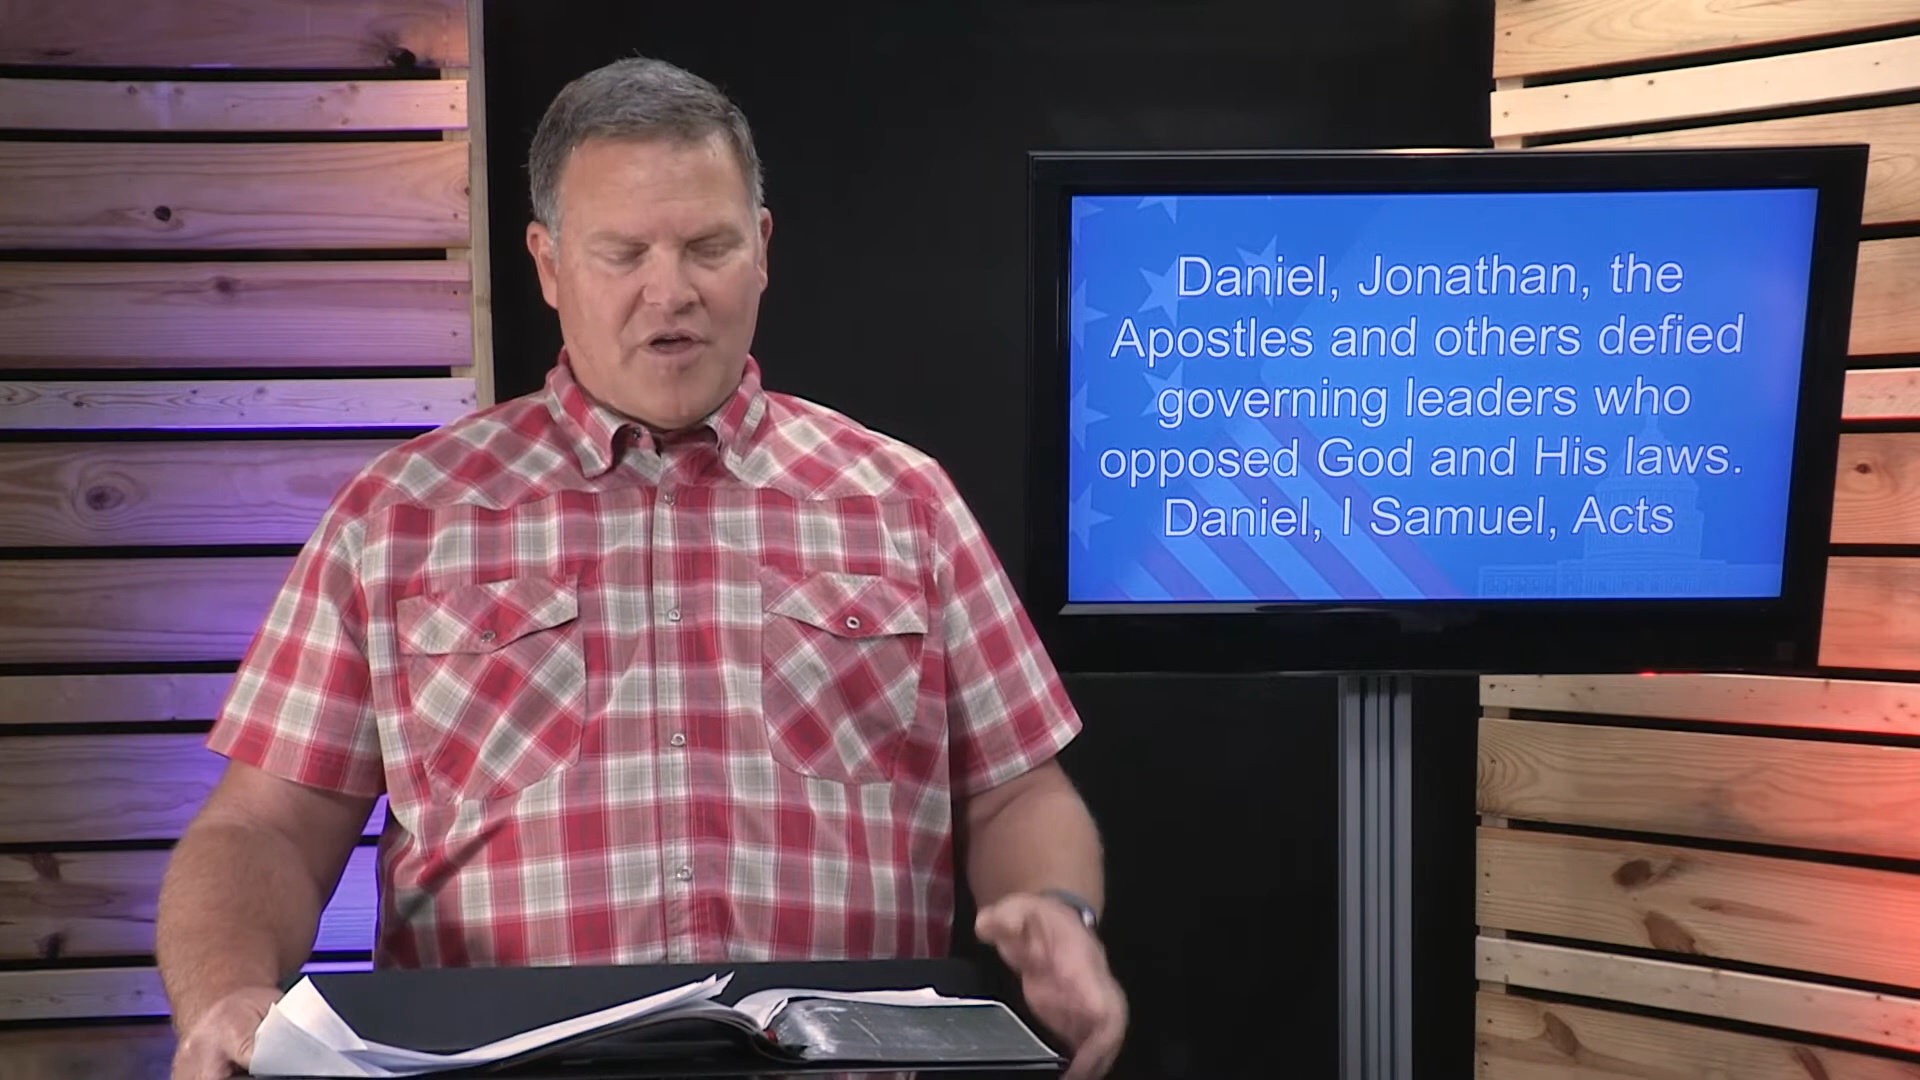 Daniel, Jonathan, the
Apostles and others defied
governing leaders who
opposed God and His laws.
Daniel, I Samuel, Acts